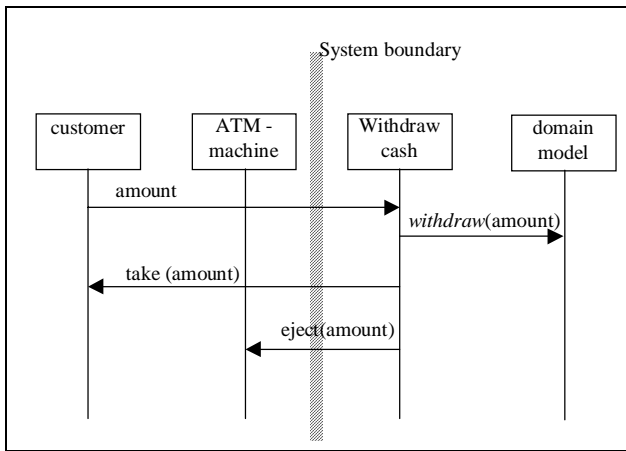 System boundary
customer
ATM -
machine
Withdraw
cash
domain
model
amount
withdraw(amount)
take (amount)
eject(amount)